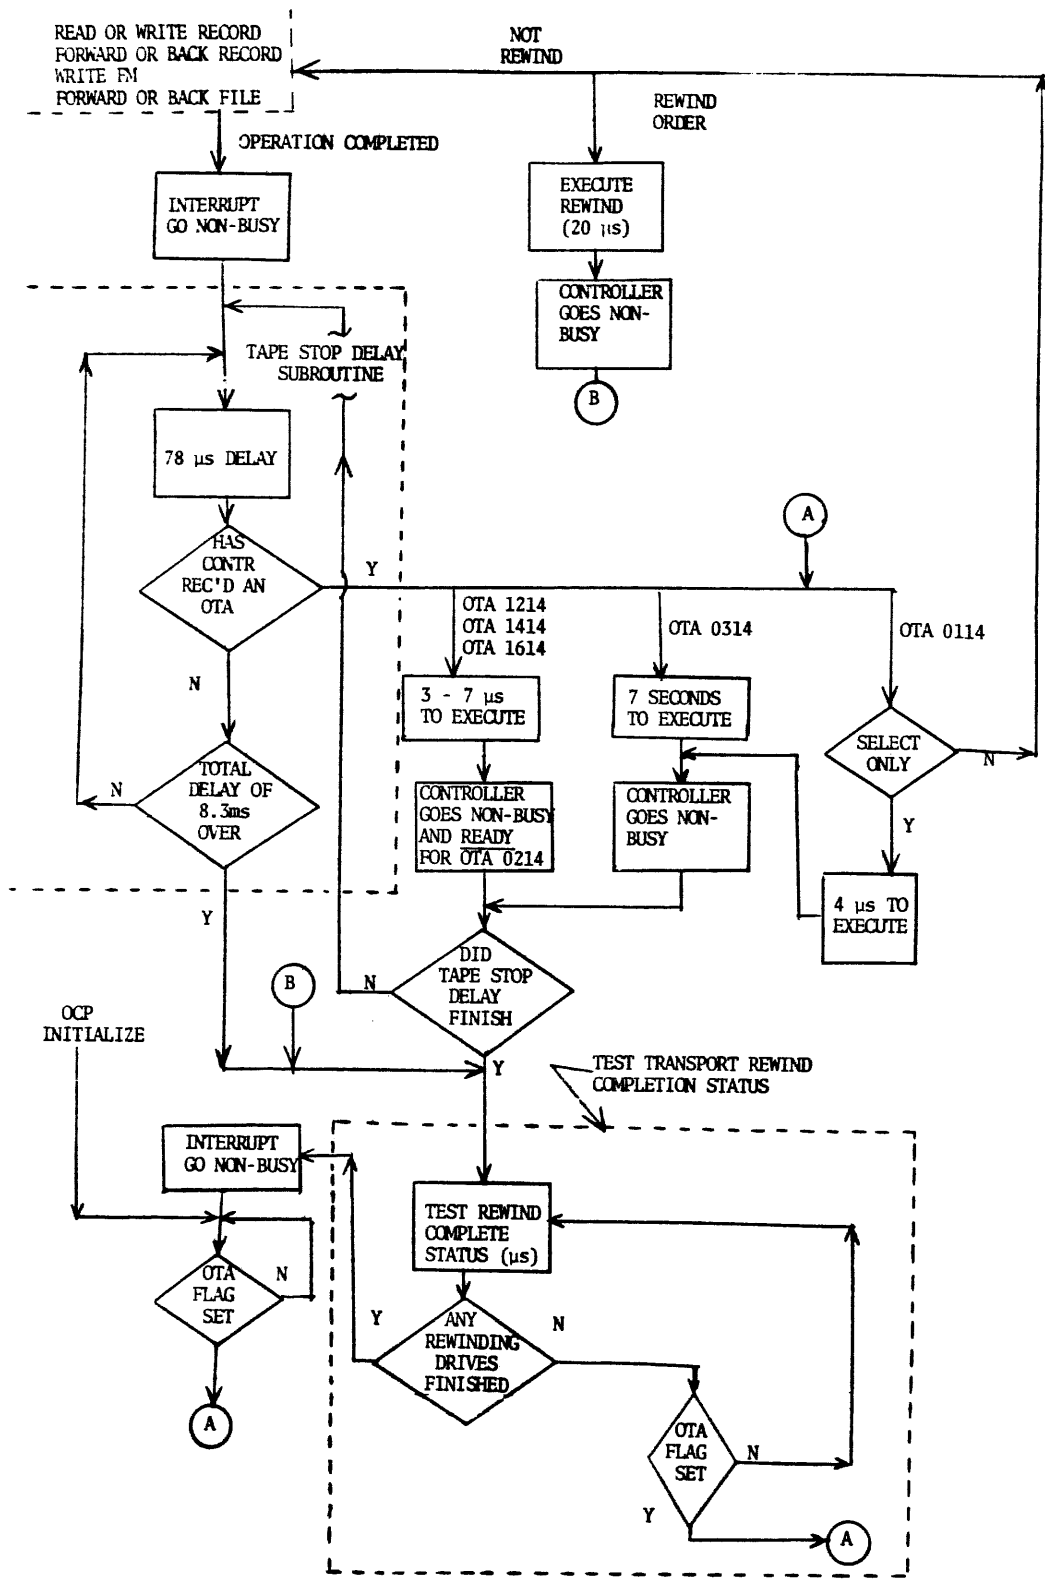 READ OR WRITE RECORD
FORWARD OR BACK RECORD
WRITE FM
FORWARD OR BACK FILE
NOT
REWIND
REWIND
ORDER
OPERATION COMPLETED
INTERRUPT
GO NON-BUSY
EXECUTE
REWIND
(20 µs)
CONTROLLER
GOES NON-
BUSY
B
TAPE STOP DELAY
SUBROUTINE
78 µs DELAY
HAS
CONTR
REC'D AN
OTA
Y
N
A
OTA 1214
OTA 1414
OTA 1614
OTA 0314
OTA 0114
3 - 7 µs
TO EXECUTE
7 SECONDS
TO EXECUTE
SELECT
ONLY
N
Y
TOTAL
DELAY OF
8.3ms
OVER
N
Y
CONTROLLER
GOES NON-BUSY
AND READY
FOR OTA 0214
CONTROLLER
GOES NON-
BUSY
4 µs TO
EXECUTE
DID
TAPE STOP
DELAY
FINISH
N
Y
B
OCP
INITIALIZE
TEST TRANSPORT REWIND
COMPLETION STATUS
INTERRUPT
GO NON-BUSY
TEST REWIND
COMPLETE
STATUS (µs)
OTA
FLAG
SET
N
A
ANY
REWINDING
DRIVES
FINISHED
Y
N
OTA
FLAG
SET
N
Y
A